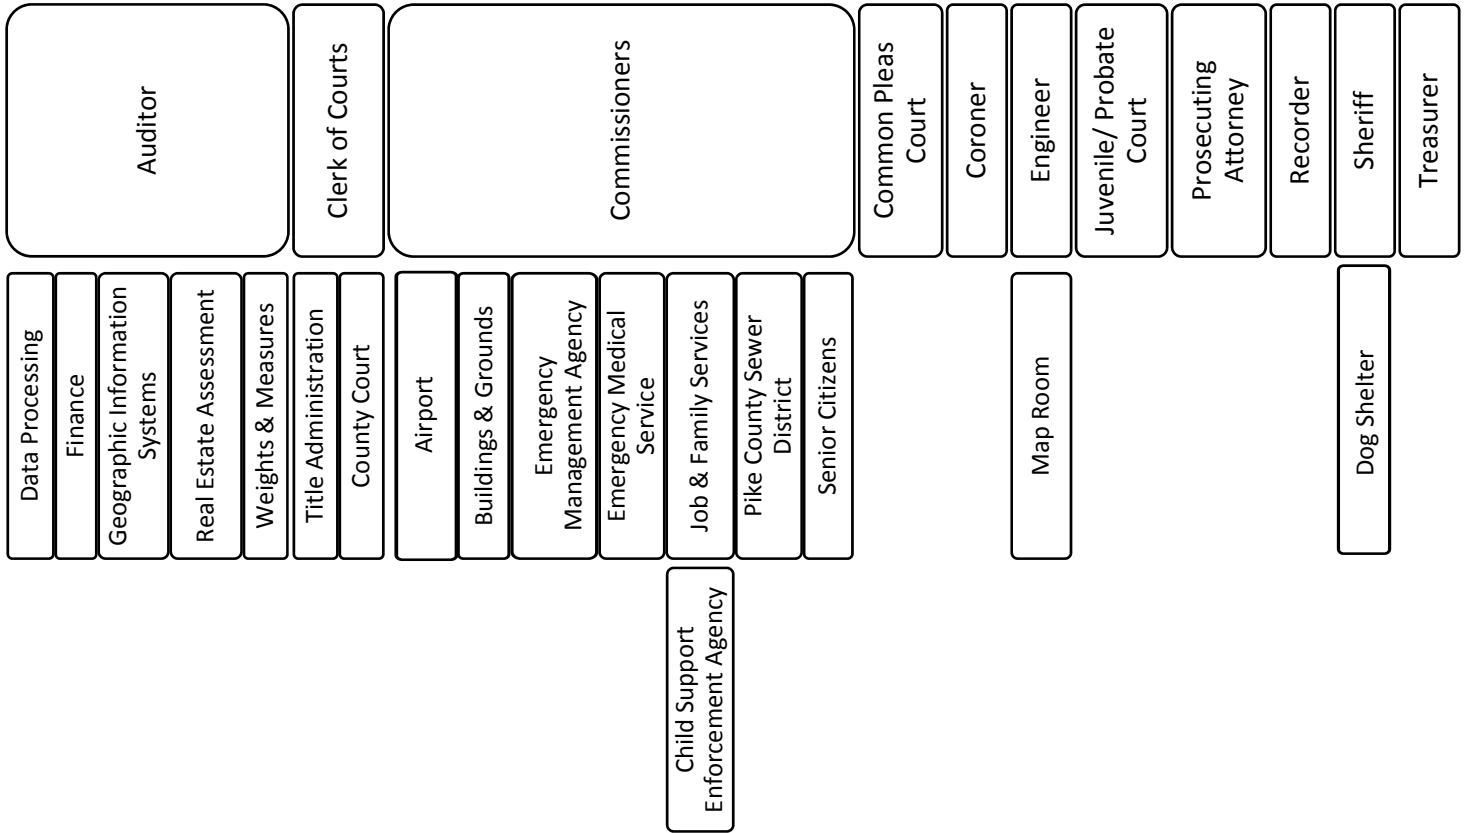 Auditor
Clerk of Courts
Commissioners
Common Pleas
Court
Coroner
Engineer
Juvenile/ Probate
Court
Prosecuting
Attorney
Recorder
Sheriff
Treasurer
Data Processing
Finance
Geographic Information
Systems
Real Estate Assessment
Weights & Measures
Title Administration
County Court
Airport
Buildings & Grounds
Emergency
Management Agency
Emergency Medical
Service
Job & Family Services
Pike County Sewer
District
Senior Citizens
Map Room
Dog Shelter
Child Support
Enforcement Agency